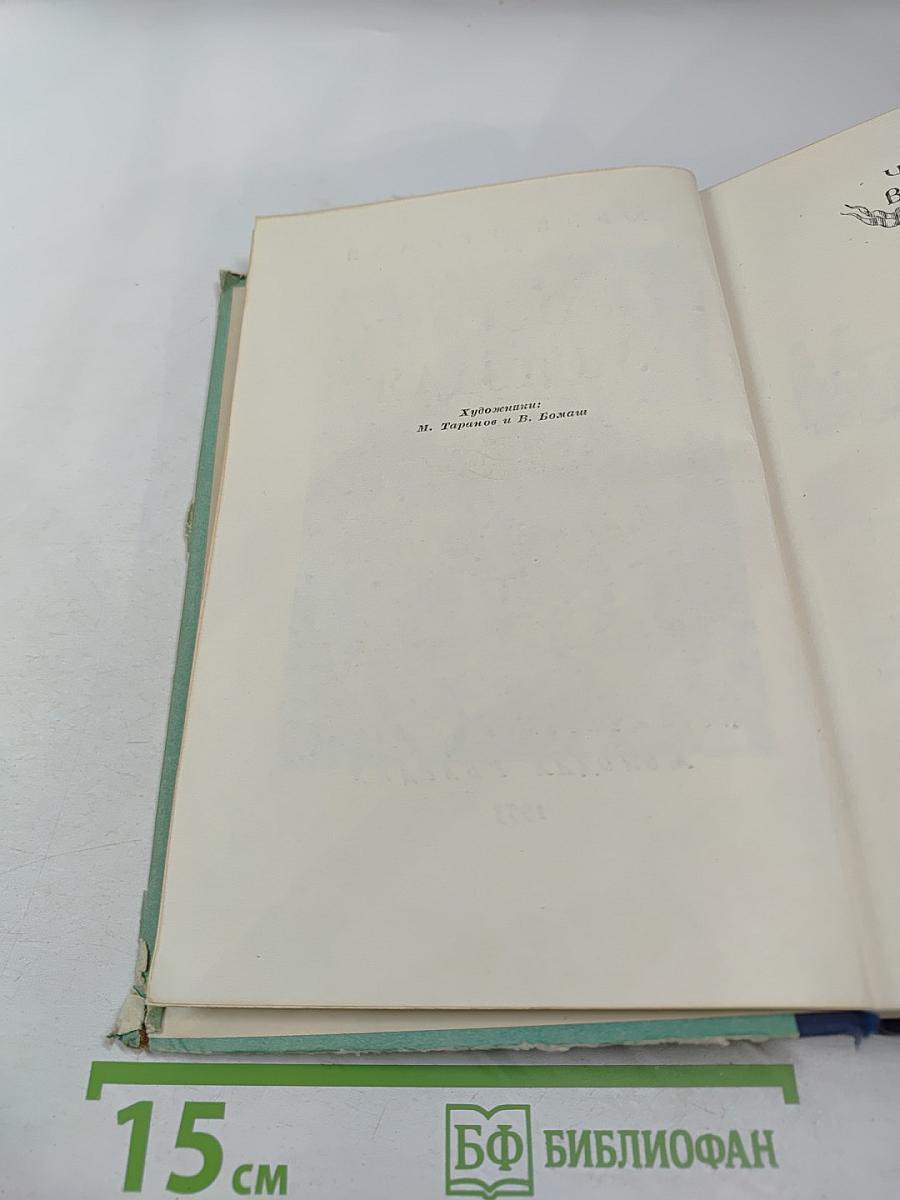 Художники:
М. Таранов и В. Бомаш
15 см
БФ БИБЛИОФАН